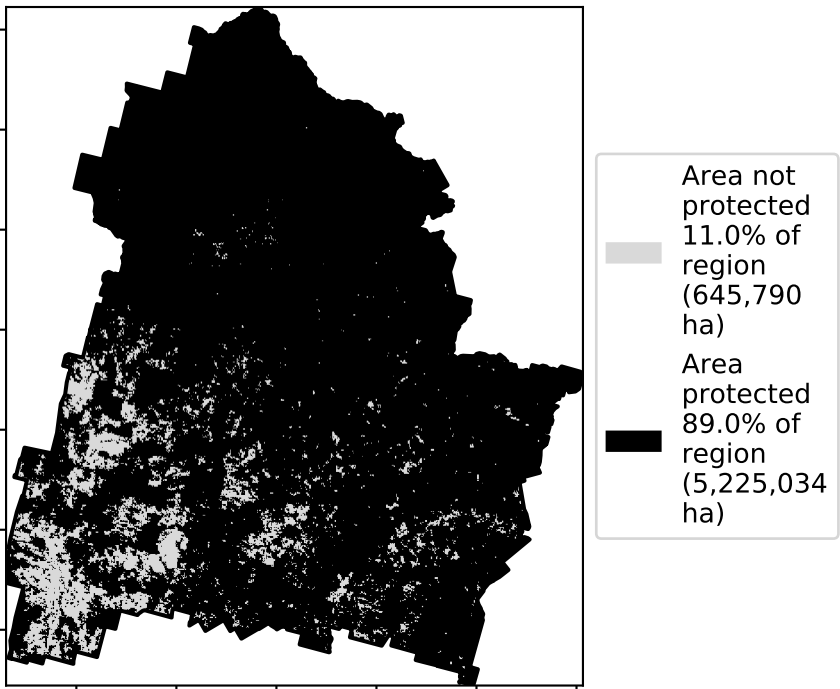 Area not
protected
11.0% of
region
(645,790
ha)
Area
protected
89.0% of
region
(5,225,034
ha)